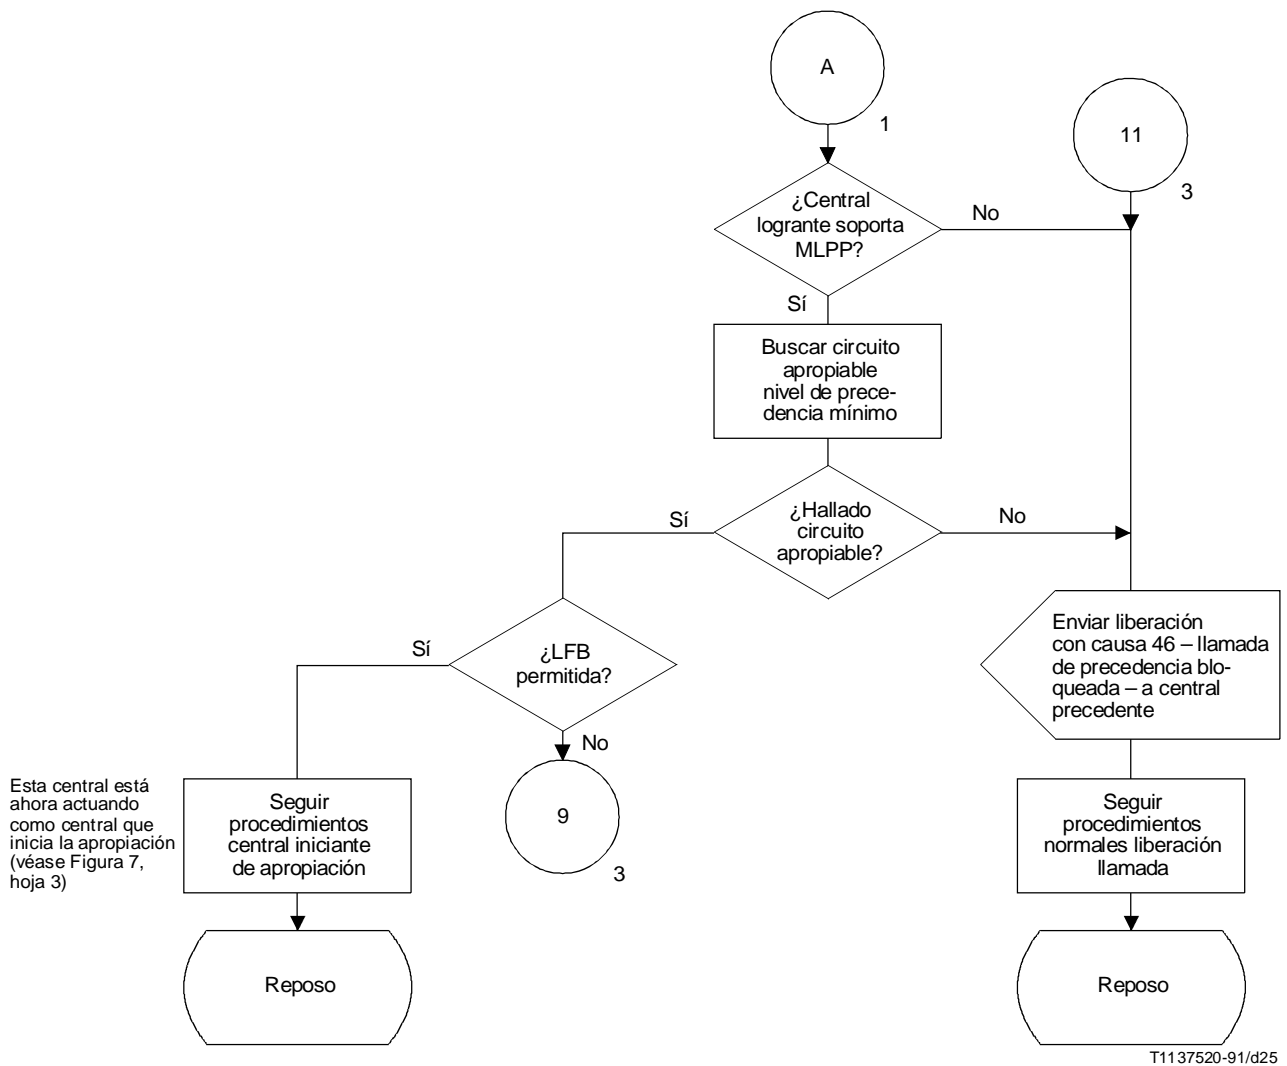 A
1
11
3
¿Central
logrante soporta
MLPP?
No
Sí
Buscar circuito
apropiable
nivel de prece-
dencia mínimo
¿Hallado
circuito
apropiable?
Sí
No
¿LFB
permitida?
Sí
No
Enviar liberación
con causa 46 – llamada
de precedencia blo-
queada – a central
precedente
Esta central está
ahora actuando
como central que
inicia la apropiación
(véase Figura 7,
hoja 3)
Seguir
procedimientos
central iniciante
de apropiación
9
3
Seguir
procedimientos
normales liberación
llamada
Reposo
Reposo
T1137520-91/d25